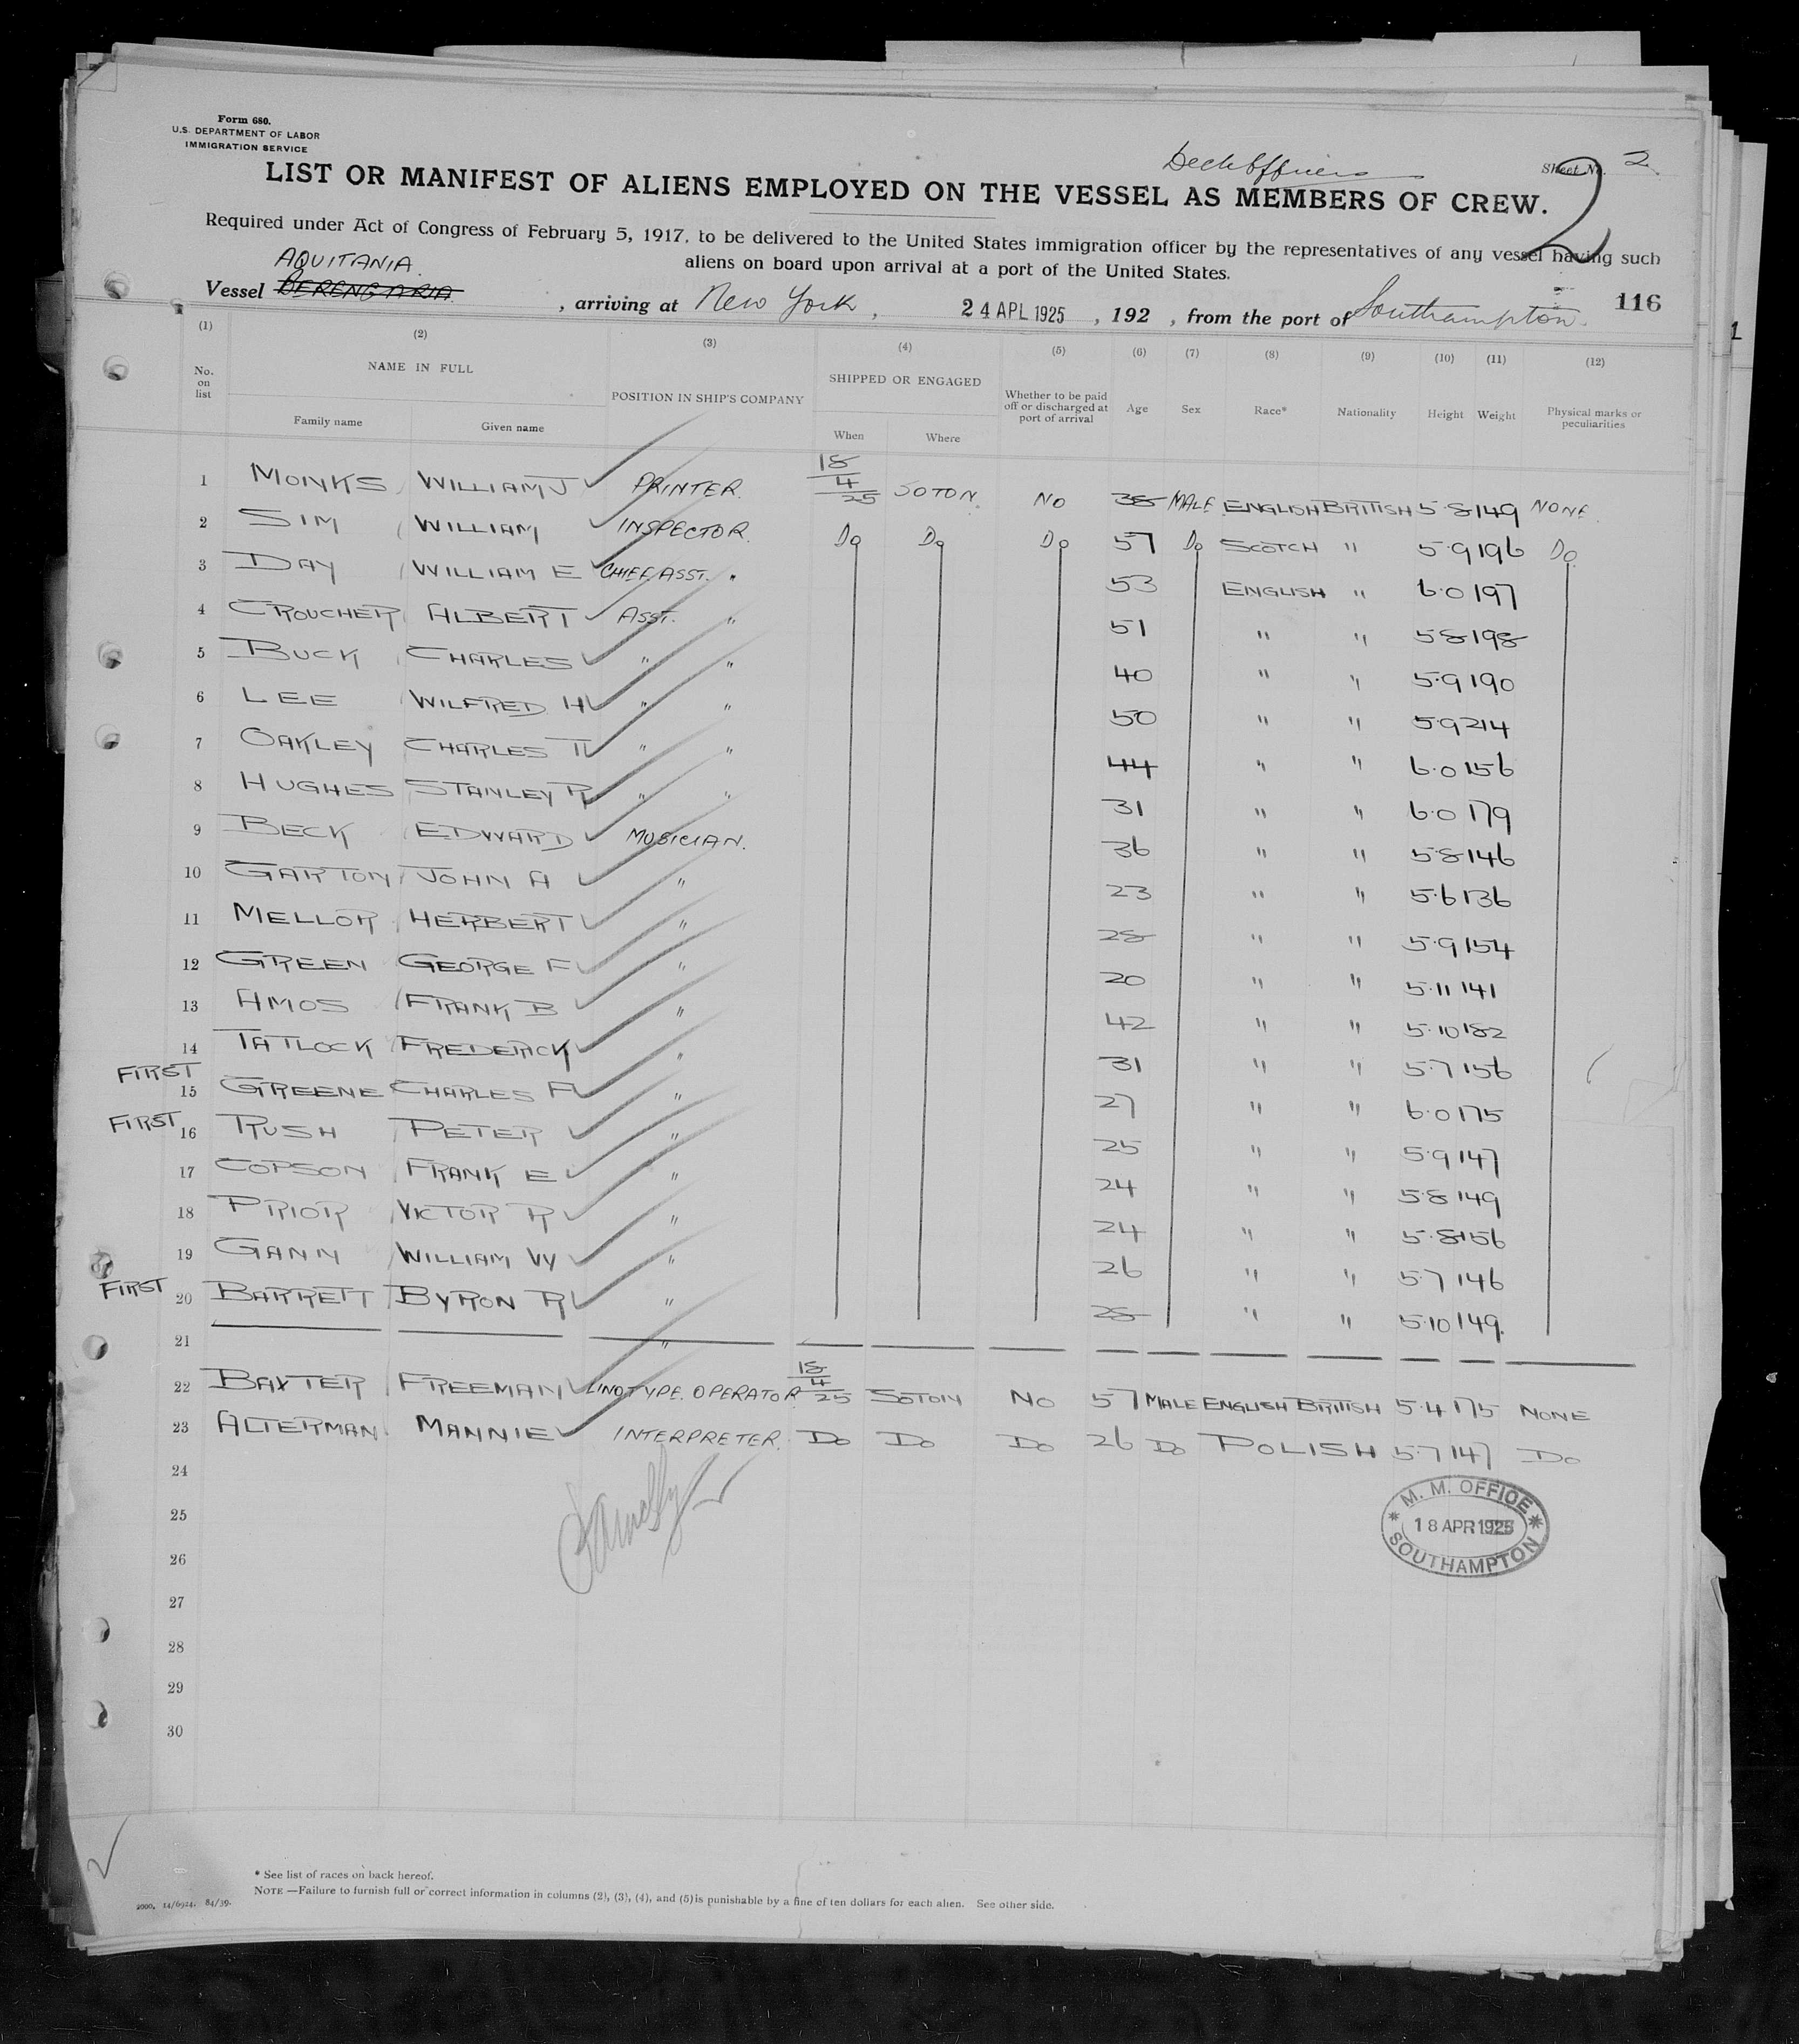 Form 680.
U.S. DEPARTMENT OF LABOR
IMMIGRATION SERVICE
Deck Officers
Sheet No. 2
2
LIST OR MANIFEST OF ALIENS EMPLOYED ON THE VESSEL AS MEMBERS OF CREW.
Required under Act of Congress of February 5, 1917, to be delivered to the United States immigration officer by the representatives of any vessel having such
aliens on board upon arrival at a port of the United States.
AQUITANIA.
Vessel BERENGARIA, arriving at New York, 24 APL 1925, 192 , from the port of Southampton. 116
(1) (2) (3) (4) (5) (6) (7) (8) (9) (10) (11) (12)
No. on list NAME IN FULL POSITION IN SHIP'S COMPANY SHIPPED OR ENGAGED Whether to be paid off or discharged at port of arrival Age Sex Race* Nationality Height Weight Physical marks or peculiarities
Family name Given name When Where
1 MONKS WILLIAM J PRINTER. 18/4/25 SOTON NO 38 MALE ENGLISH BRITISH 5.8 149 NONE.
2 SIM WILLIAM INSPECTOR. Do Do Do 57 Do SCOTCH " 5.9 196 Do
3 DAY WILLIAM E CHIEF ASST. " 53 ENGLISH " 6.0 197
4 CROUCHER ALBERT ASST. " 51 " " 5.8 198
5 BUCK CHARLES " " 40 " " 5.9 190
6 LEE WILFRED H " " 50 " " 5.9 214
7 OAKLEY CHARLES " " 44 " " 6.0 156
8 HUGHES STANLEY R " " 31 " " 6.0 179
9 BECK EDWARD MUSICIAN. 36 " " 5.8 146
10 GARTON JOHN A " 23 " " 5.6 136
11 MELLOR HERBERT " 28 " " 5.9 154
12 GREEN GEORGE F " 20 " " 5.11 141
13 AMOS FRANK B " 42 " " 5.10 182
14 TATLOCK FREDERICK " 31 " " 5.7 156
FIRST 15 GREENE CHARLES A " 27 " " 6.0 175
FIRST 16 RUSH PETER " 25 " " 5.9 147
17 COPSON FRANK E " 24 " " 5.8 149
18 PRIOR VICTOR R " 24 " " 5.8 156
19 GANN WILLIAM W " 26 " " 5.7 146
FIRST 20 BARRETT BYRON R " 28 " " 5.10 149.
21 "
22 BAXTER FREEMAN LINOTYPE. OPERATOR 18/4/25 SOTON NO 57 MALE ENGLISH BRITISH 5.4 175 NONE
23 ALTERMAN MANNIE INTERPRETER. Do Do Do 26 Do POLISH 5.7 147 Do
24
25
26
27
28
29
30
M. M. OFFICE
18 APR 1925
SOUTHAMPTON
* See list of races on back hereof.
NOTE —Failure to furnish full or correct information in columns (2), (3), (4), and (5) is punishable by a fine of ten dollars for each alien. See other side.
2000, 14/6924. 84/39.